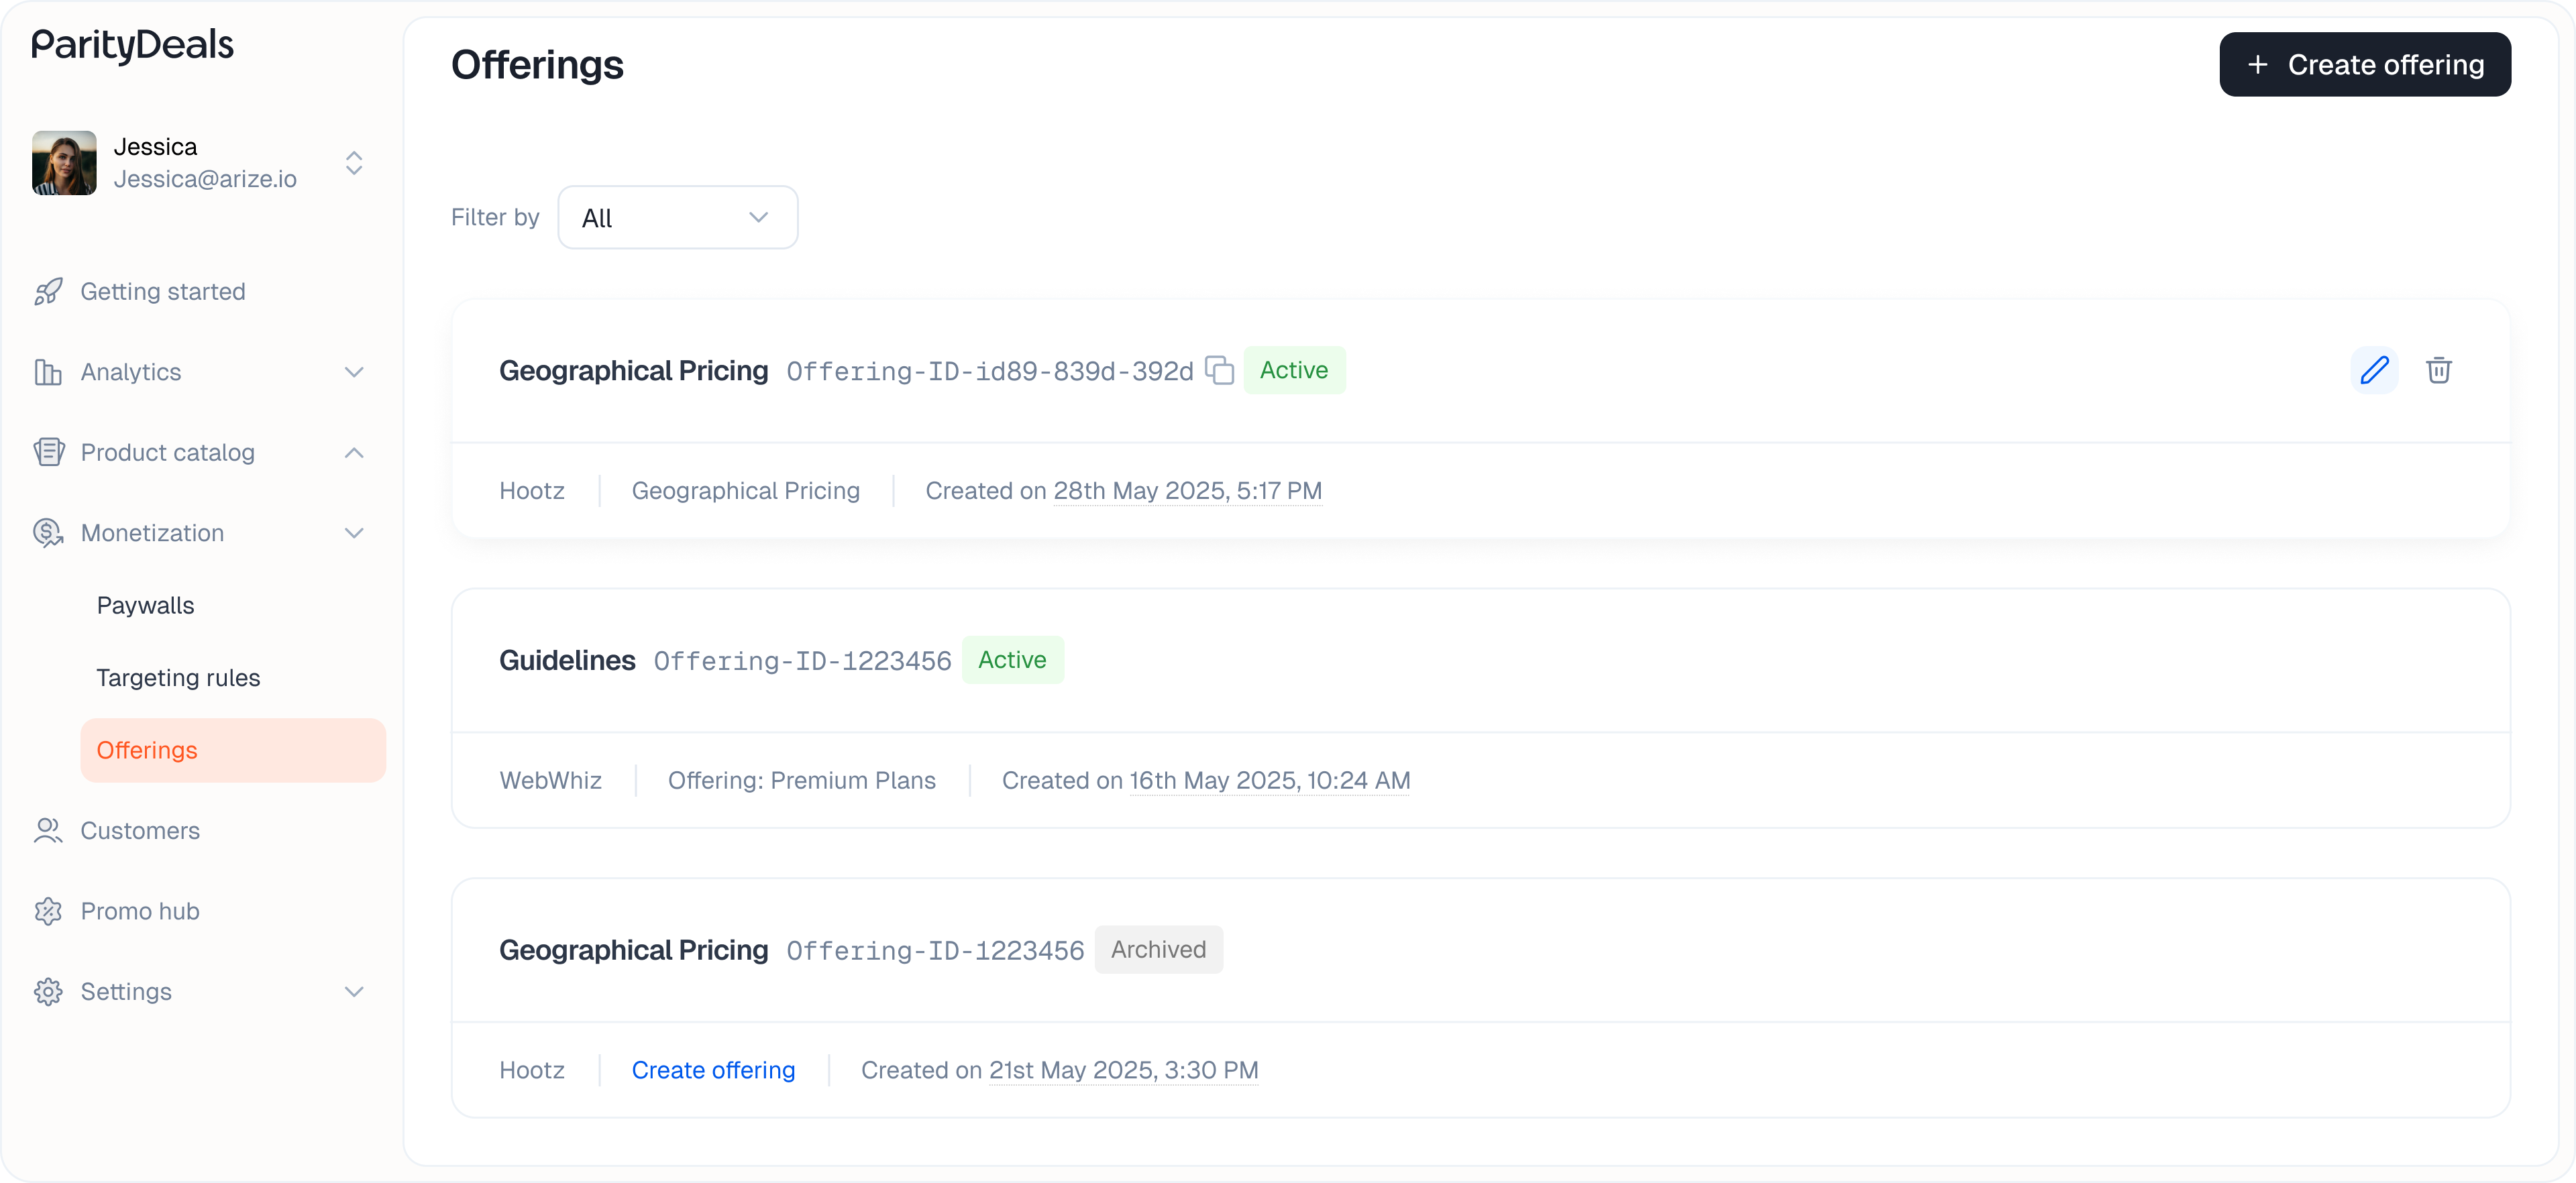 ParityDeals
Jessica
Jessica@arize.io
Getting started
Analytics
Product catalog
Monetization
Paywalls
Targeting rules
Offerings
Customers
Promo hub
Settings
Offerings
+ Create offering
Filter by All
Geographical Pricing Offering-ID-id89-839d-392d Active
Hootz Geographical Pricing Created on 28th May 2025, 5:17 PM
Guidelines Offering-ID-1223456 Active
WebWhiz Offering: Premium Plans Created on 16th May 2025, 10:24 AM
Geographical Pricing Offering-ID-1223456 Archived
Hootz Create offering Created on 21st May 2025, 3:30 PM